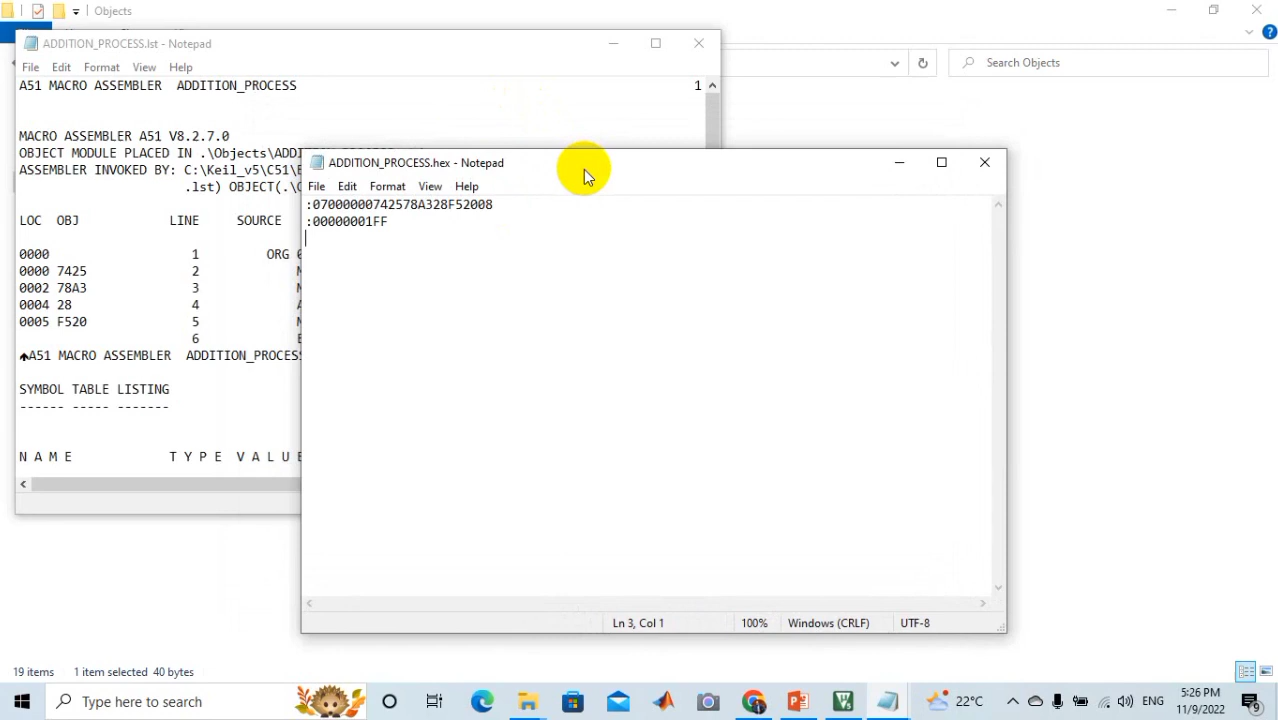 Objects
ADDITION_PROCESS.lst - Notepad
File Edit Format View Help
Search Objects
A51 MACRO ASSEMBLER ADDITION_PROCESS 1
MACRO ASSEMBLER A51 V8.2.7.0
OBJECT MODULE PLACED IN .\Objects\ADDI
ASSEMBLER INVOKED BY: C:\Keil_v5\C51\
.lst) OBJECT(.\
LOC OBJ LINE SOURCE
0000 1 ORG
0000 7425 2
0002 78A3 3
0004 28 4
0005 F520 5
6
A51 MACRO ASSEMBLER ADDITION_PROCESS
SYMBOL TABLE LISTING
------ ----- -------
N A M E T Y P E V A L U E
ADDITION_PROCESS.hex - Notepad
File Edit Format View Help
:07000000742578A328F52008
:00000001FF
Ln 3, Col 1 100% Windows (CRLF) UTF-8
19 items 1 item selected 40 bytes
Type here to search
22°C ENG 5:26 PM
11/9/2022
9